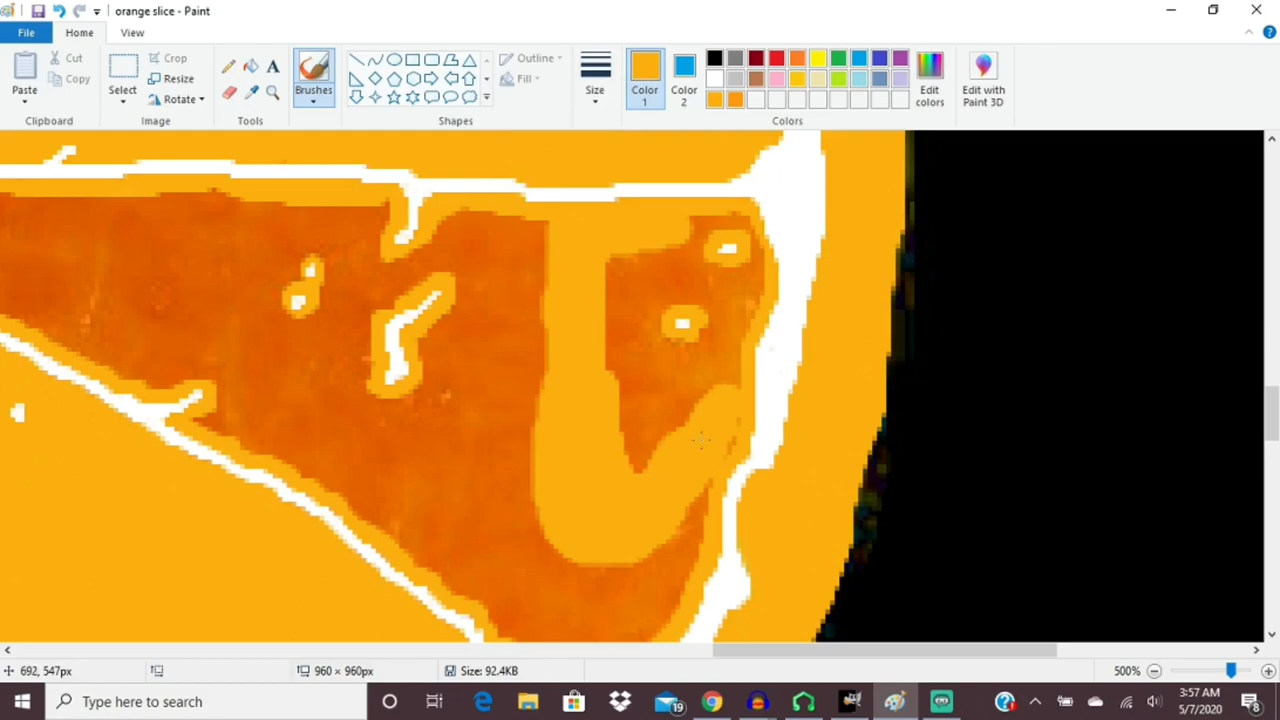 orange slice - Paint
File Home View
Paste Cut Copy Select Crop Resize Rotate A Brushes Outline Fill Size Color 1 Color 2 Edit colors Edit with Paint 3D
Clipboard Image Tools Shapes Colors
692, 547px 960 × 960px Size: 92.4KB 500%
Type here to search 19 3:57 AM
5/7/2020 8